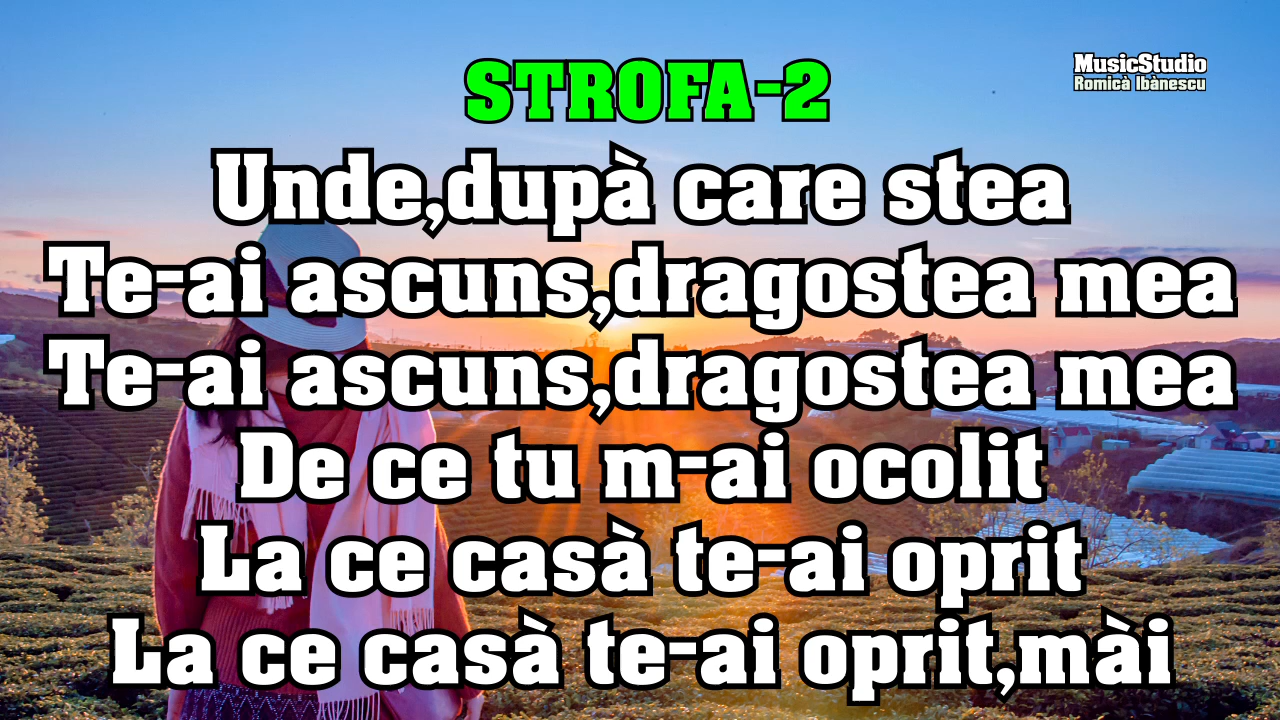 STROFA-2
MusicStudio
Romicà Ibànescu
Unde,dupà care stea
Te-ai ascuns,dragostea mea
Te-ai ascuns,dragostea mea
De ce tu m-ai ocolit
La ce casà te-ai oprit
La ce casà te-ai oprit,mài